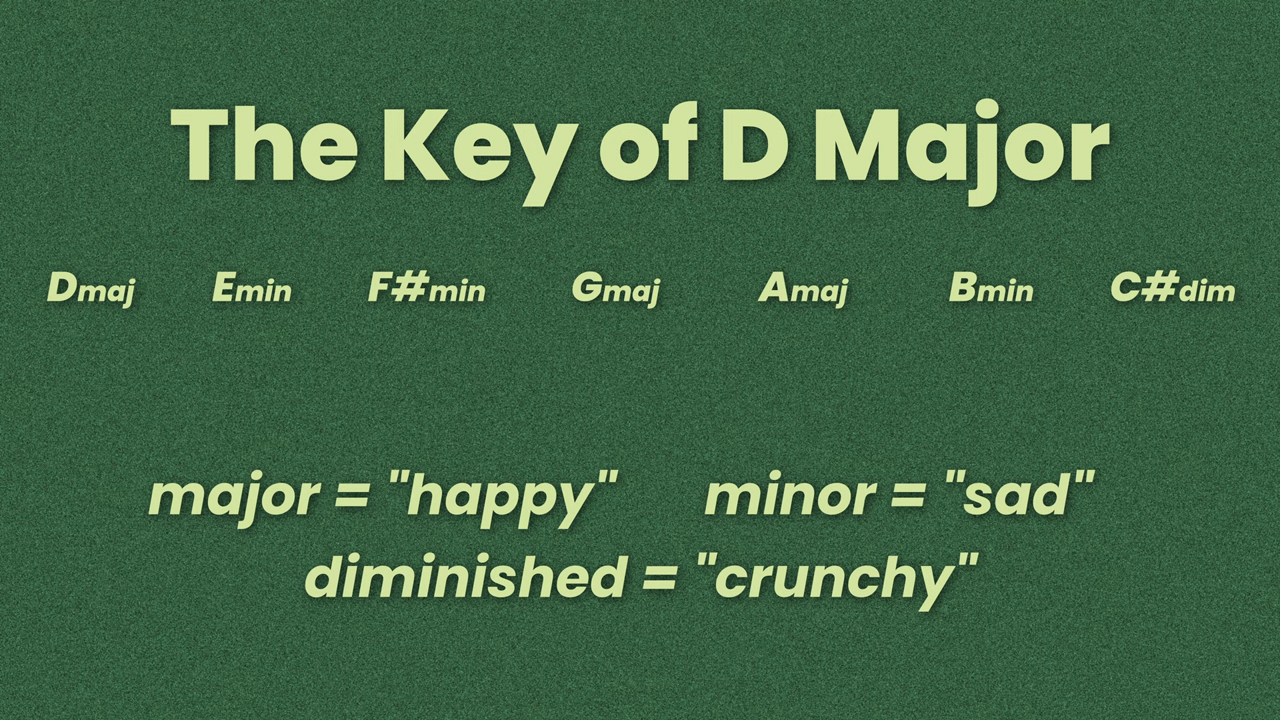 The Key of D Major
Dmaj Emin F#min Gmaj Amaj Bmin C#dim
major = "happy" minor = "sad"
diminished = "crunchy"